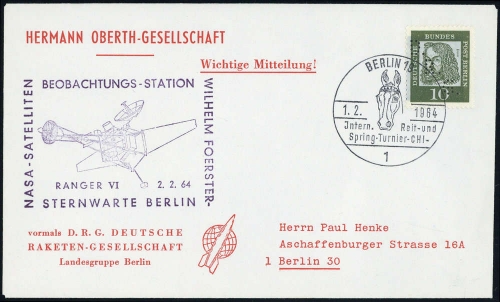 HERMANN OBERTH-GESELLSCHAFT
Wichtige Mitteilung!
NASA-SATELLITEN
BEOBACHTUNGS-STATION
WILHELM FOERSTER-
RANGER VI 2. 2. 64
STERNWARTE BERLIN
vormals D. R. G. DEUTSCHE
RAKETEN-GESELLSCHAFT
Landesgruppe Berlin
DEUTSCHE
BUNDES
POST BERLIN
10
BERLIN
1. 2. 1964
Intern. Reit-und
Spring-Turnier-CHI-
1
Herrn Paul Henke
Aschaffenburger Strasse 16A
1 Berlin 30